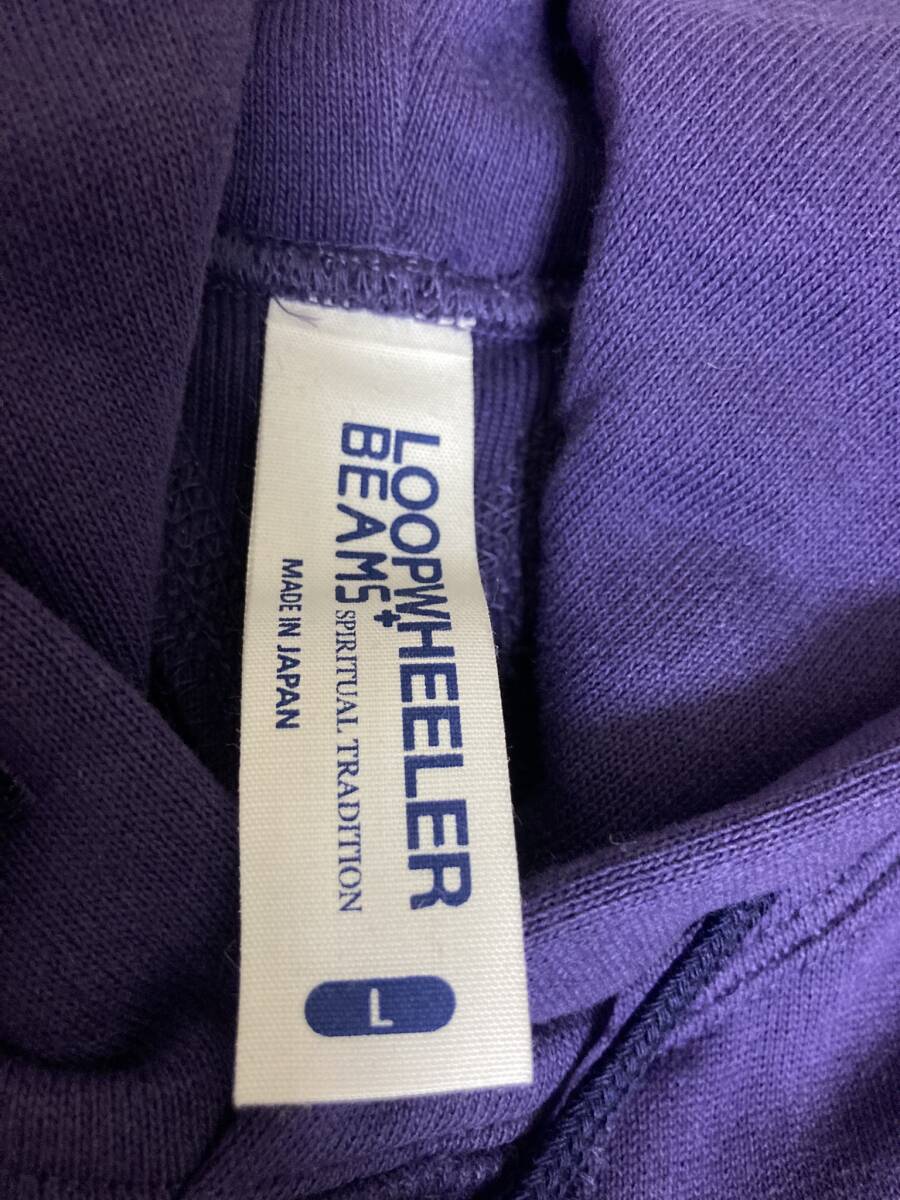 LOOPWHEELER
+
BEAMS
SPIRITUAL TRADITION
MADE IN JAPAN
L